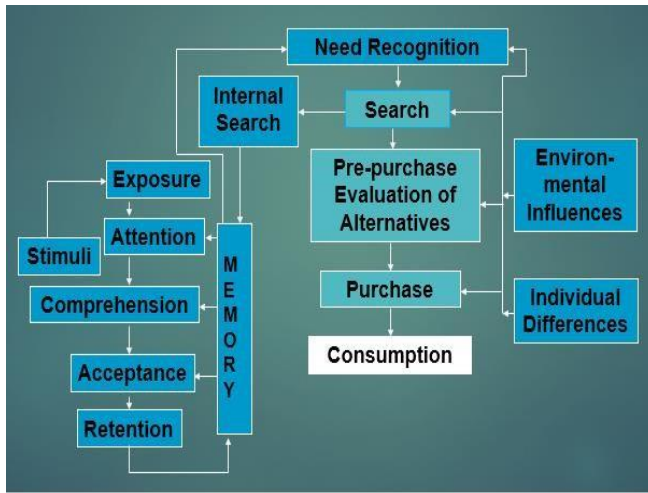 Need Recognition
Internal
Search
Search
Pre-purchase
Evaluation of
Alternatives
Environ-
mental
Influences
Exposure
Attention
Stimuli
Comprehension
Acceptance
Retention
M
E
M
O
R
Y
Purchase
Individual
Differences
Consumption